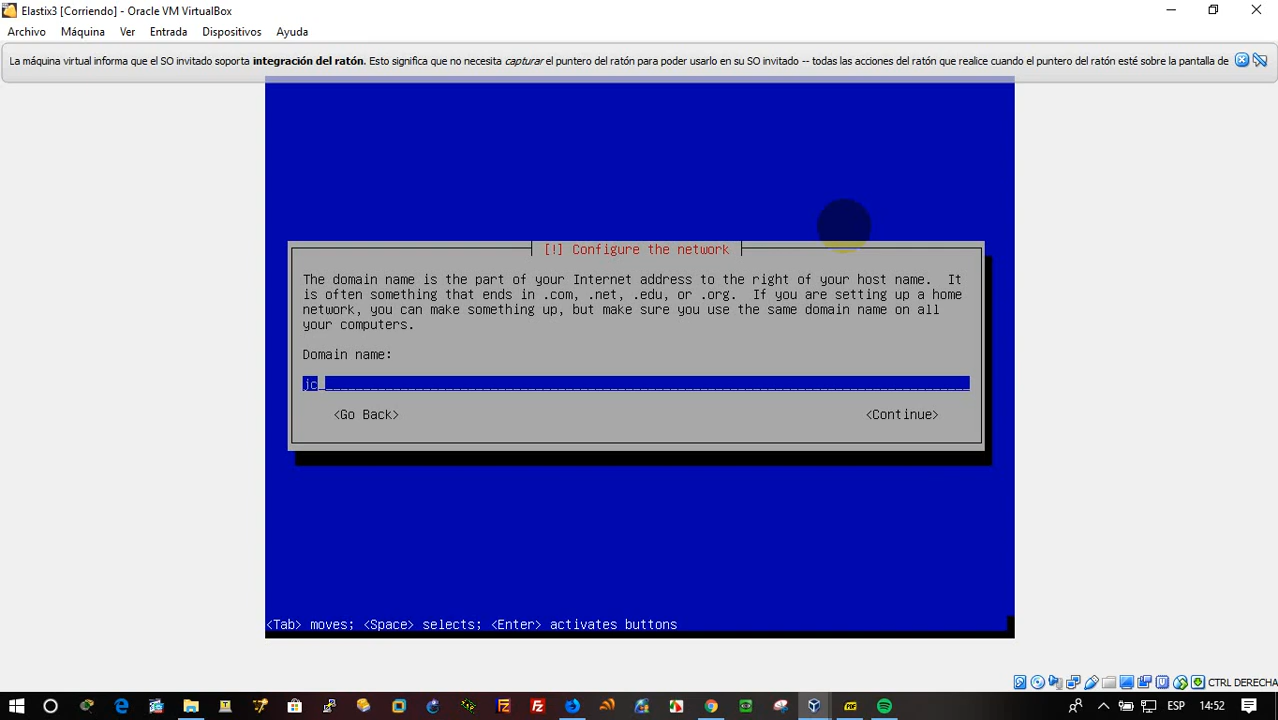 Elastix3 [Corriendo] - Oracle VM VirtualBox
Archivo Máquina Ver Entrada Dispositivos Ayuda
La máquina virtual informa que el SO invitado soporta integración del ratón. Esto significa que no necesita capturar el puntero del ratón para poder usarlo en su SO invitado -- todas las acciones del ratón que realice cuando el puntero del ratón esté sobre la pantalla de
[!] Configure the network
The domain name is the part of your Internet address to the right of your host name. It
is often something that ends in .com, .net, .edu, or .org. If you are setting up a home
network, you can make something up, but make sure you use the same domain name on all
your computers.
Domain name:
jc
<Go Back> <Continue>
<Tab> moves; <Space> selects; <Enter> activates buttons
CTRL DERECHA
ESP 14:52